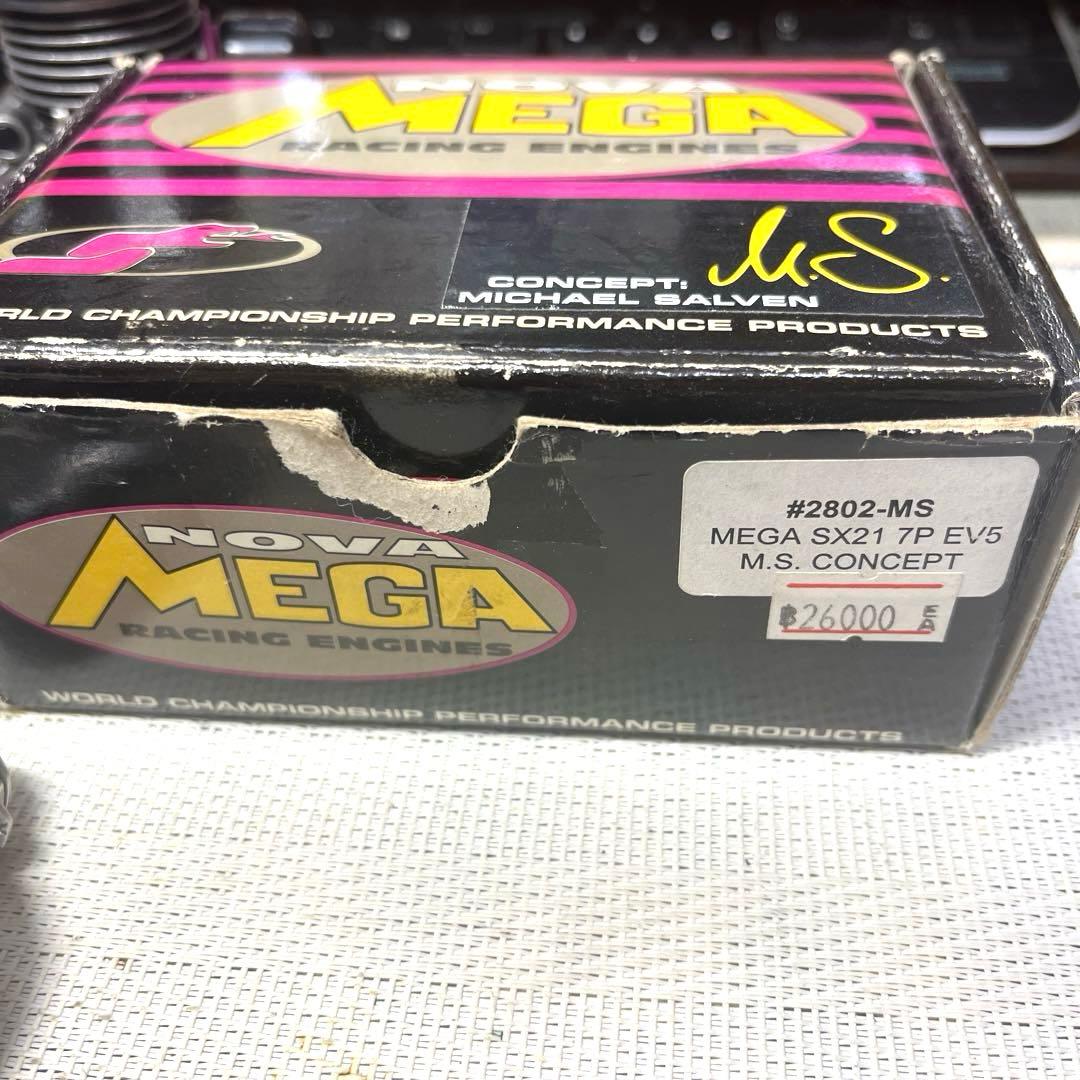 NOVA
MEGA
RACING ENGINES
M.S.
CONCEPT:
MICHAEL SALVEN
RLD CHAMPIONSHIP PERFORMANCE PRODUCTS
NOVA
MEGA
RACING ENGINES
#2802-MS
MEGA SX21 7P EV5
M.S. CONCEPT
฿26000 EA
WORLD CHAMPIONSHIP PERFORMANCE PRODUCTS